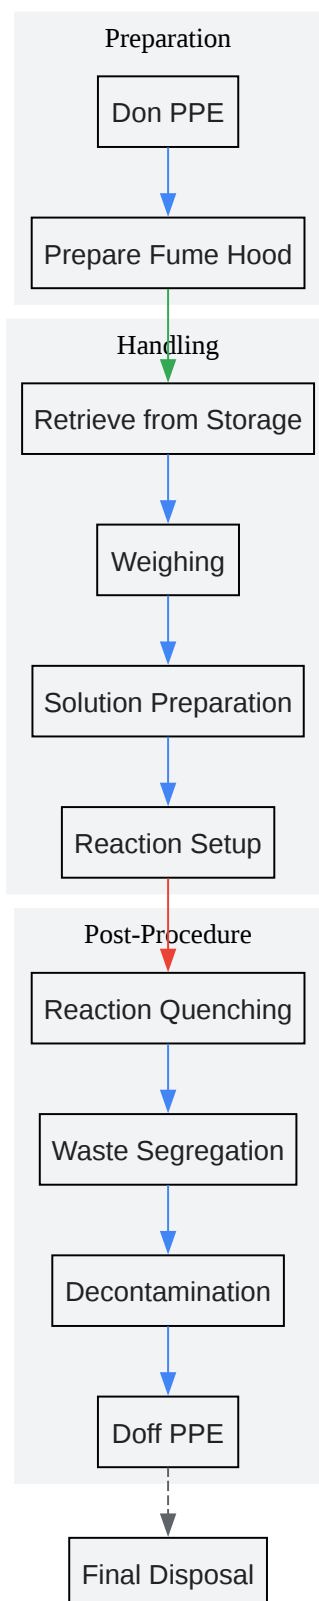 Preparation
Don PPE
Prepare Fume Hood
Handling
Retrieve from Storage
Weighing
Solution Preparation
Reaction Setup
Post-Procedure
Reaction Quenching
Waste Segregation
Decontamination
Doff PPE
Final Disposal